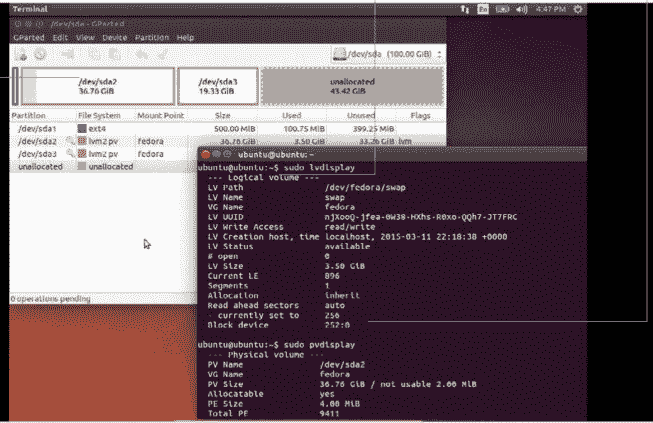 Terminal
En
4:47 PM
/dev/sda - GParted
GParted Edit View Device Partition Help
/dev/sda (100.00 GiB)
/dev/sda2
36.76 GiB
/dev/sda3
19.33 GiB
unallocated
43.42 GiB
Partition File System Mount Point Size Used Unused Flags
/dev/sda1 ext4 500.00 MiB 100.75 MiB 399.25 MiB
/dev/sda2 lvm2 pv fedora 36.76 GiB 3.50 GiB 33.26 GiB lvm
/dev/sda3 lvm2 pv fedora
unallocated unallocated
0 operations pending
ubuntu@ubuntu: ~
ubuntu@ubuntu:~$ sudo lvdisplay
--- Logical volume ---
LV Path /dev/fedora/swap
LV Name swap
VG Name fedora
LV UUID njXooQ-jfea-0W38-HXhs-R0xo-QQh7-JT7FRC
LV Write Access read/write
LV Creation host, time localhost, 2015-03-11 22:18:38 +0000
LV Status available
# open 0
LV Size 3.50 GiB
Current LE 896
Segments 1
Allocation inherit
Read ahead sectors auto
- currently set to 256
Block device 252:0
ubuntu@ubuntu:~$ sudo pvdisplay
--- Physical volume ---
PV Name /dev/sda2
VG Name fedora
PV Size 36.76 GiB / not usable 2.00 MiB
Allocatable yes
PE Size 4.00 MiB
Total PE 9411